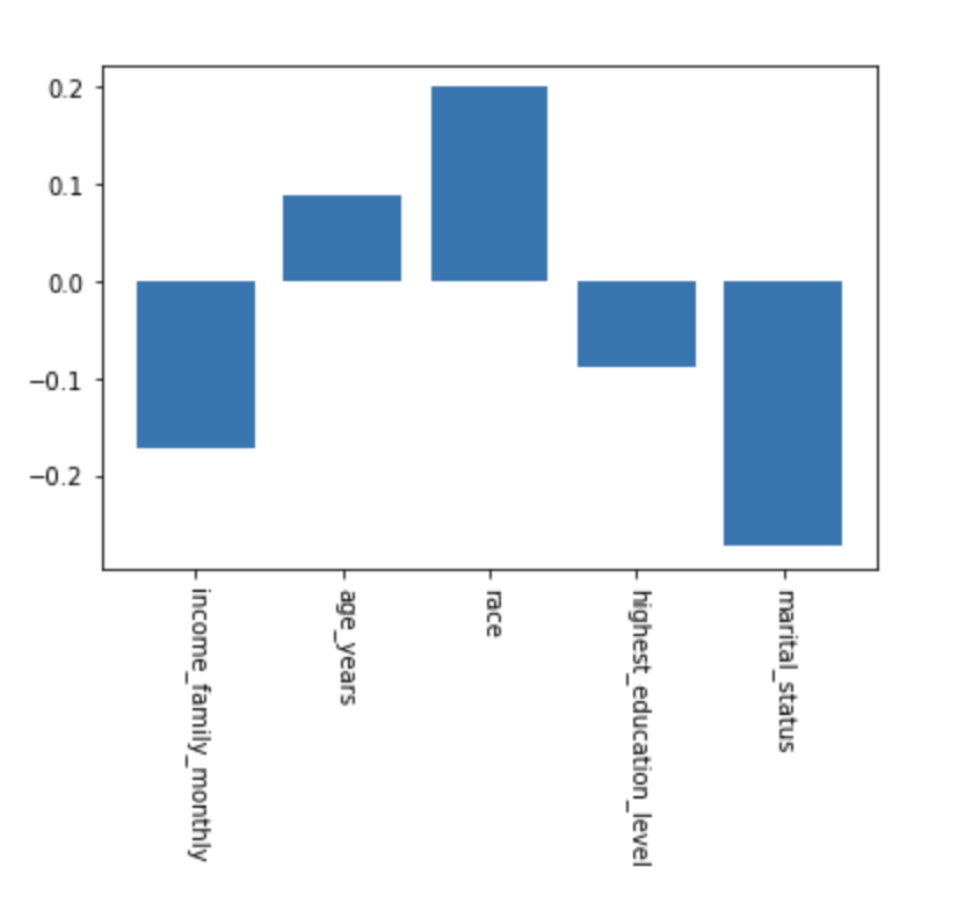 0.2
0.1
0.0
−0.1
−0.2
income_family_monthly
age_years
race
highest_education_level
marital_status